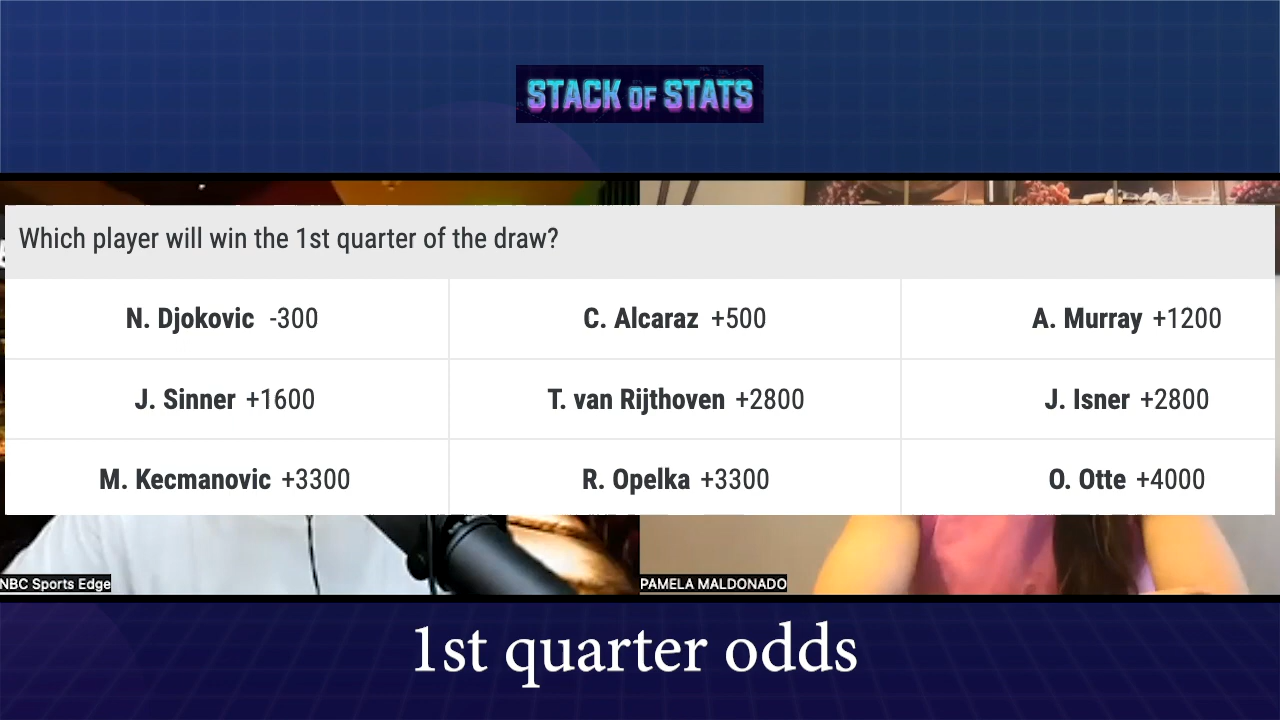 STACK OF STATS
Which player will win the 1st quarter of the draw?
N. Djokovic -300 C. Alcaraz +500 A. Murray +1200
J. Sinner +1600 T. van Rijthoven +2800 J. Isner +2800
M. Kecmanovic +3300 R. Opelka +3300 O. Otte +4000
NBC Sports Edge PAMELA MALDONADO
1st quarter odds